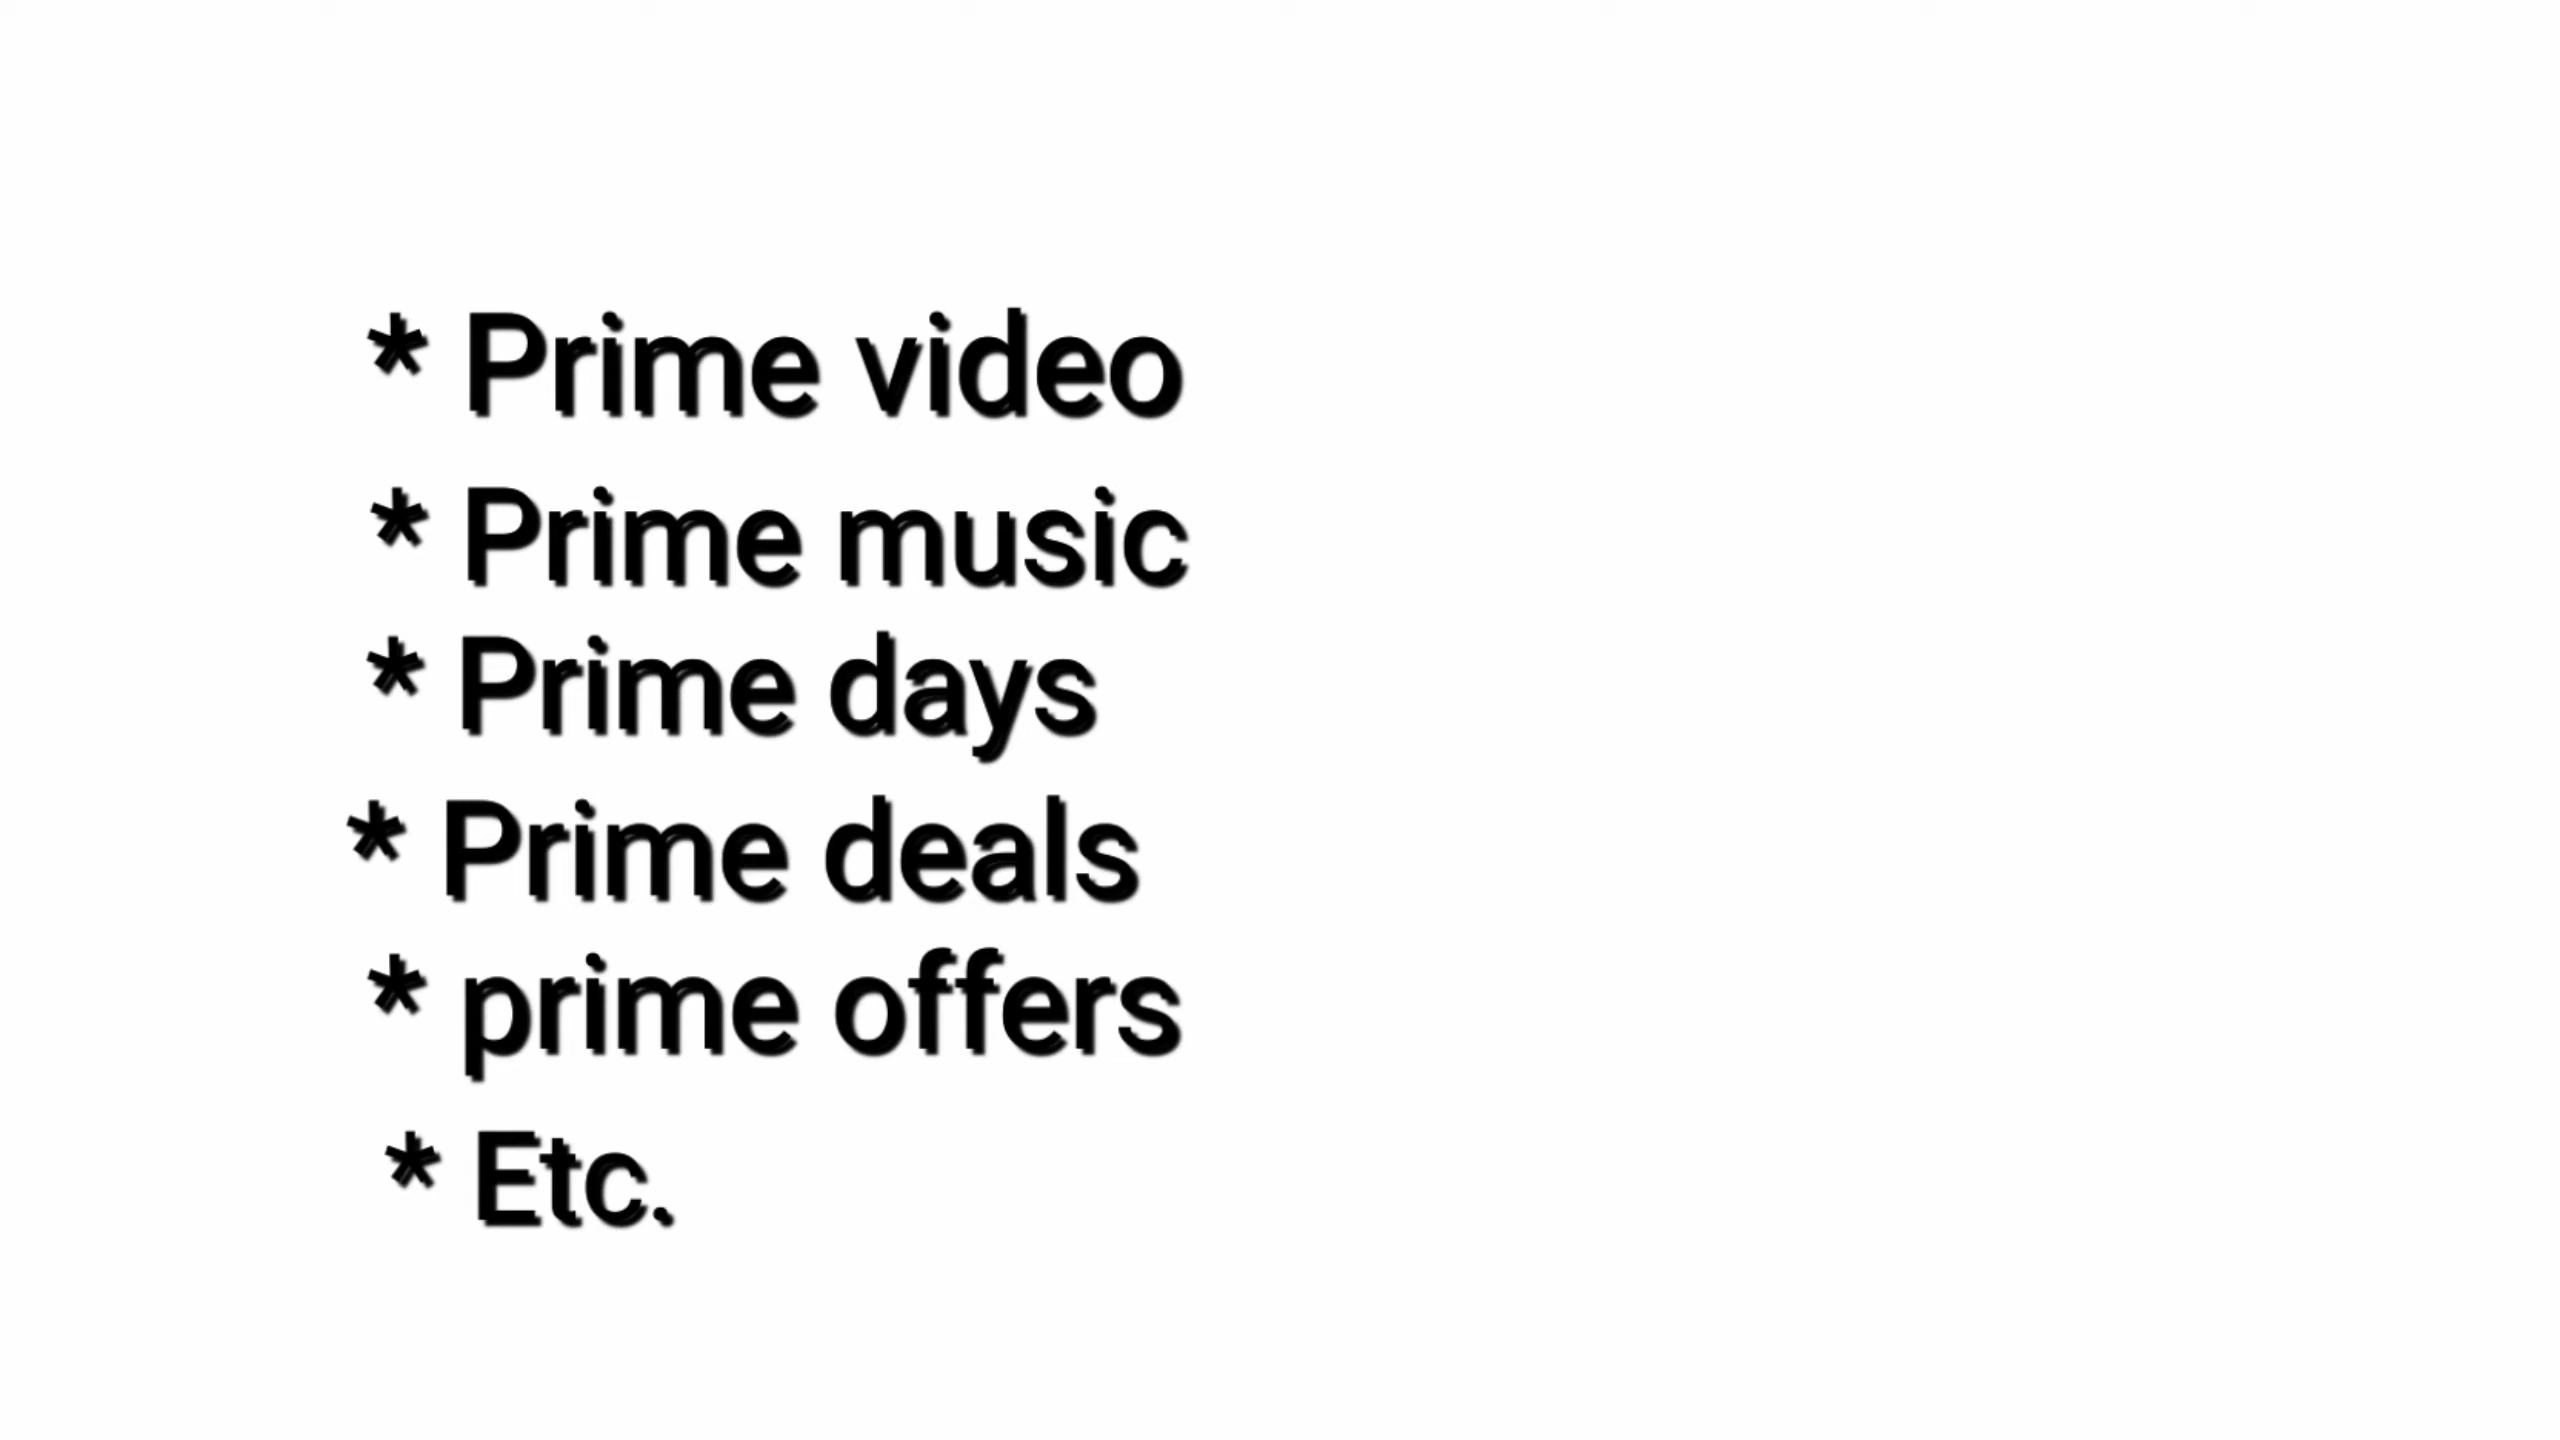 * Prime video
* Prime music
* Prime days
* Prime deals
* prime offers
* Etc.